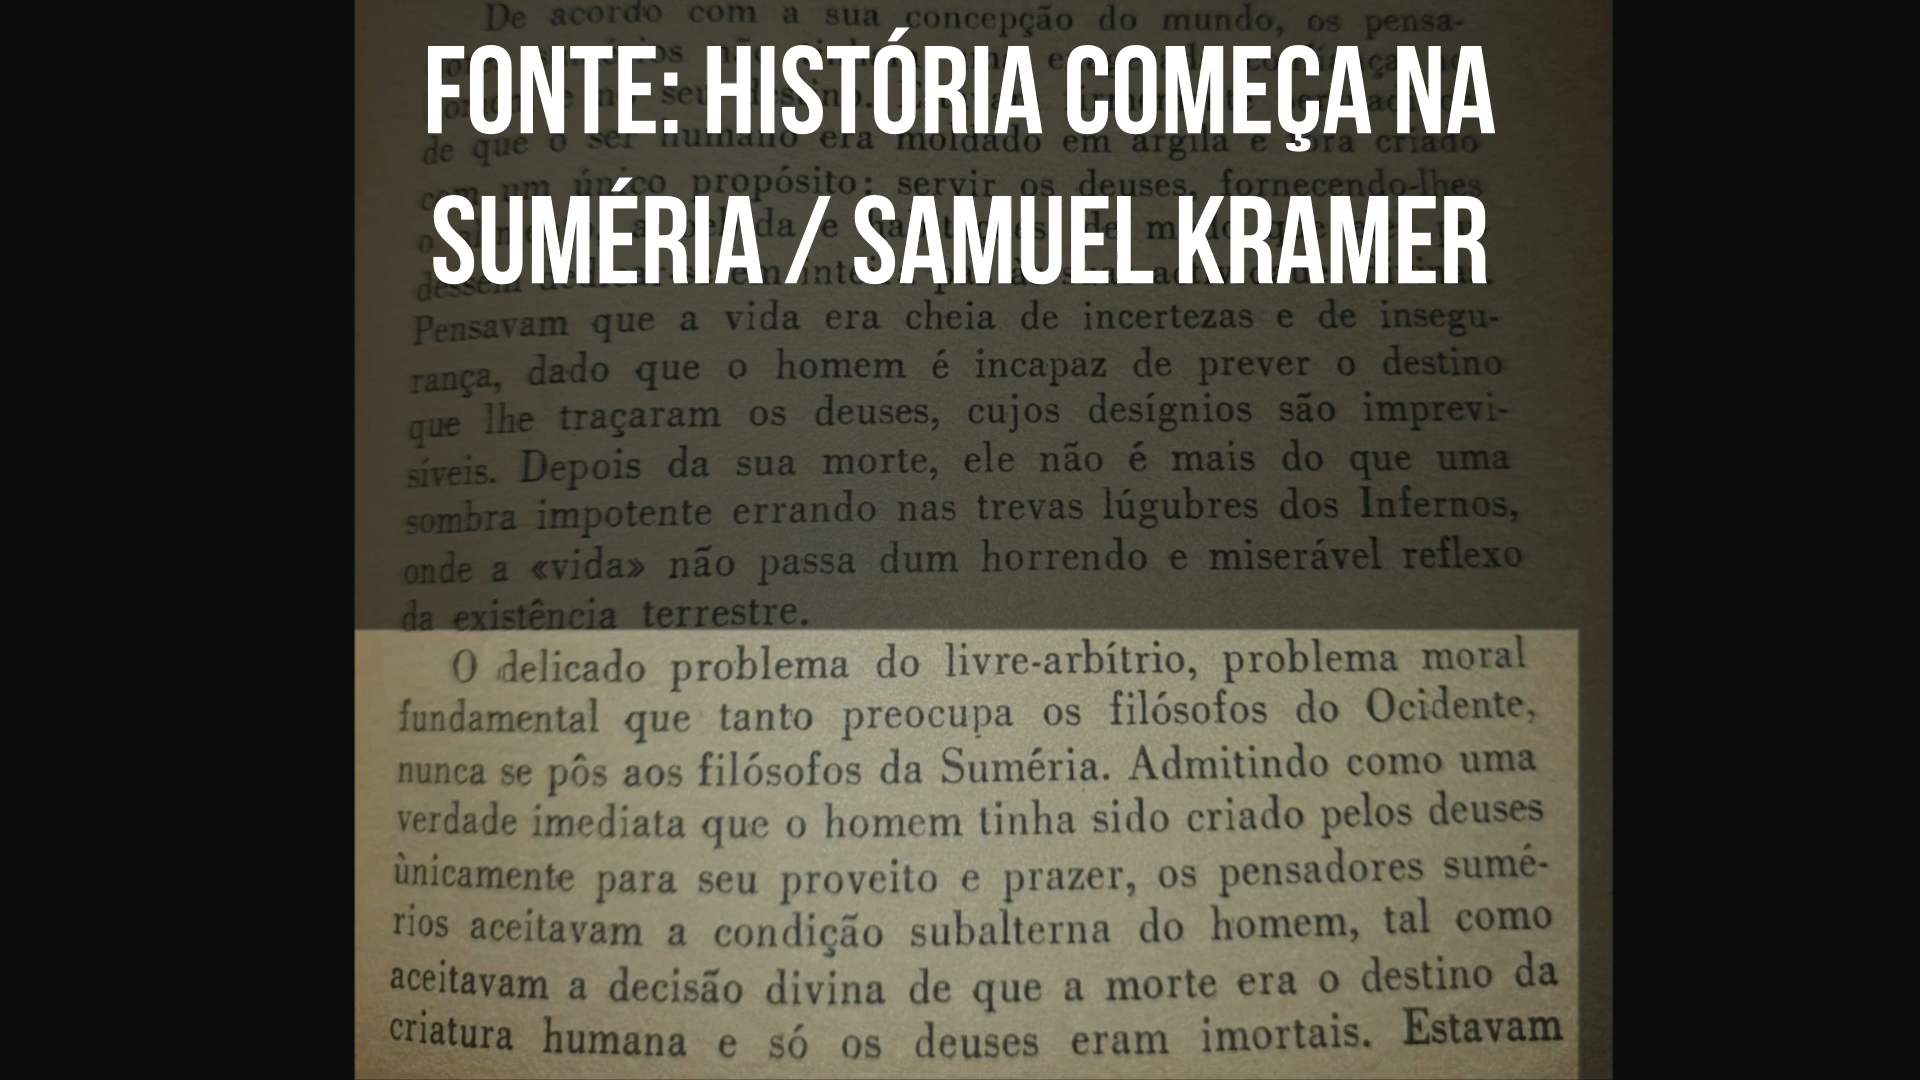 De acordo com a sua concepção do mundo, os pensa-
FONTE: HISTÓRIA COMEÇA NA
de que o ser humano era moldado em argila e fora criado
com um único propósito: servir os deuses, fornecendo-lhes
SUMÉRIA / SAMUEL KRAMER
Pensavam que a vida era cheia de incertezas e de insegu-
rança, dado que o homem é incapaz de prever o destino
que lhe traçaram os deuses, cujos desígnios são imprevi-
síveis. Depois da sua morte, ele não é mais do que uma
sombra impotente errando nas trevas lúgubres dos Infernos,
onde a «vida» não passa dum horrendo e miserável reflexo
da existência terrestre.
O delicado problema do livre-arbítrio, problema moral
fundamental que tanto preocupa os filósofos do Ocidente,
nunca se pôs aos filósofos da Suméria. Admitindo como uma
verdade imediata que o homem tinha sido criado pelos deuses
ùnicamente para seu proveito e prazer, os pensadores sumé-
rios aceitavam a condição subalterna do homem, tal como
aceitavam a decisão divina de que a morte era o destino da
criatura humana e só os deuses eram imortais. Estavam